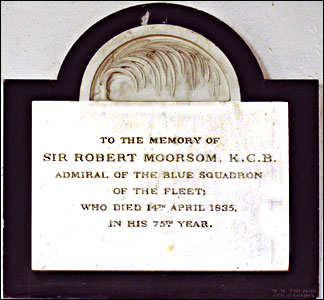 TO THE MEMORY OF
SIR ROBERT MOORSOM, K.C.B.
ADMIRAL OF THE BLUE SQUADRON
OF THE FLEET;
WHO DIED 14TH APRIL 1835,
IN HIS 75TH YEAR.